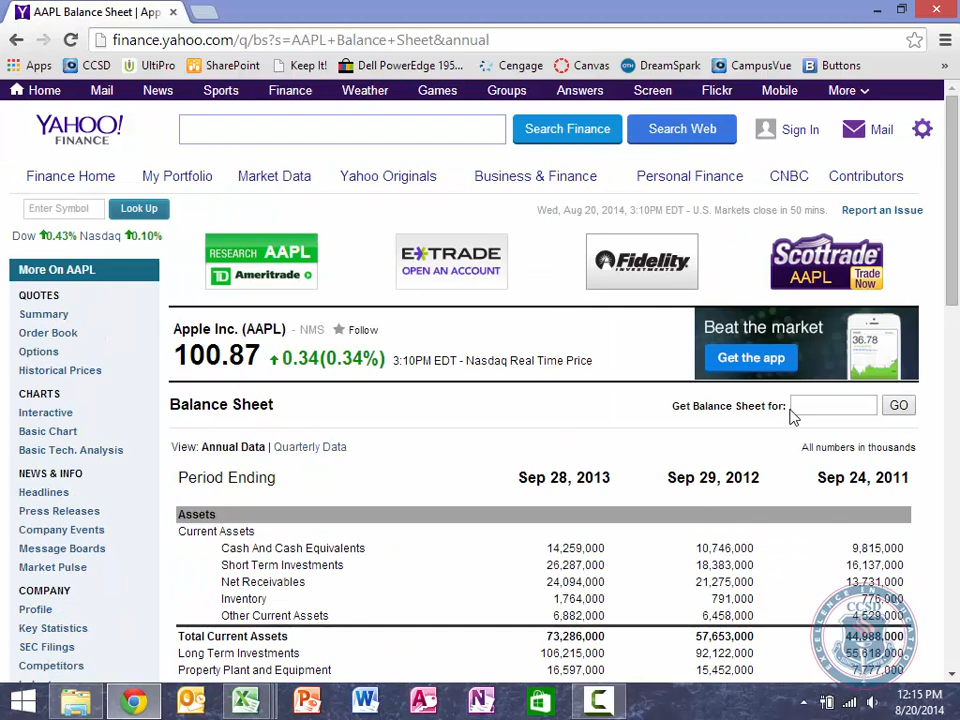 AAPL Balance Sheet | App
finance.yahoo.com/q/bs?s=AAPL+Balance+Sheet&annual
Apps CCSD UltiPro SharePoint Keep It! Dell PowerEdge 195... Cengage Canvas DreamSpark CampusVue Buttons »
Home Mail News Sports Finance Weather Games Groups Answers Screen Flickr Mobile More
YAHOO!
FINANCE
Search Finance Search Web Sign In Mail
Finance Home My Portfolio Market Data Yahoo Originals Business & Finance Personal Finance CNBC Contributors
Enter Symbol Look Up Wed, Aug 20, 2014, 3:10PM EDT - U.S. Markets close in 50 mins. Report an Issue
Dow 0.43% Nasdaq 0.10%
RESEARCH AAPL
TD Ameritrade
E*TRADE
OPEN AN ACCOUNT
Fidelity
INVESTMENTS
Scottrade
AAPL Trade Now
More On AAPL
QUOTES
Summary
Order Book
Options
Historical Prices
CHARTS
Interactive
Basic Chart
Basic Tech. Analysis
NEWS & INFO
Headlines
Press Releases
Company Events
Message Boards
Market Pulse
COMPANY
Profile
Key Statistics
SEC Filings
Competitors
Apple Inc. (AAPL) - NMS Follow
100.87 0.34(0.34%) 3:10PM EDT - Nasdaq Real Time Price
Beat the market
Get the app
36.78
Balance Sheet Get Balance Sheet for: GO
View: Annual Data | Quarterly Data All numbers in thousands
Period Ending Sep 28, 2013 Sep 29, 2012 Sep 24, 2011
Assets
Current Assets
Cash And Cash Equivalents 14,259,000 10,746,000 9,815,000
Short Term Investments 26,287,000 18,383,000 16,137,000
Net Receivables 24,094,000 21,275,000 13,731,000
Inventory 1,764,000 791,000 776,000
Other Current Assets 6,882,000 6,458,000 4,529,000
Total Current Assets 73,286,000 57,653,000 44,988,000
Long Term Investments 106,215,000 92,122,000 55,618,000
Property Plant and Equipment 16,597,000 15,452,000 7,777,000
CCSD
12:15 PM
8/20/2014